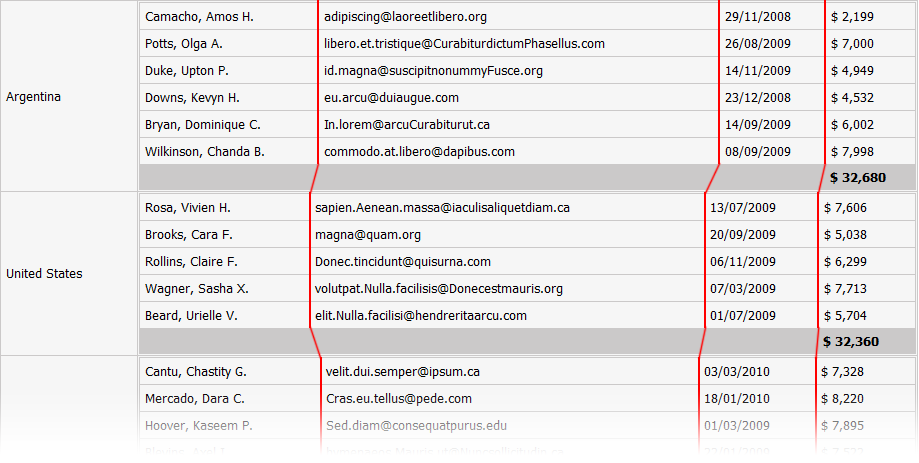 Camacho, Amos H. adipiscing@laoreetlibero.org 29/11/2008 $ 2,199
Potts, Olga A. libero.et.tristique@CurabiturdictumPhasellus.com 26/08/2009 $ 7,000
Duke, Upton P. id.magna@suscipitnonummyFusce.org 14/11/2009 $ 4,949
Argentina
Downs, Kevyn H. eu.arcu@duiaugue.com 23/12/2008 $ 4,532
Bryan, Dominique C. In.lorem@arcuCurabiturut.ca 14/09/2009 $ 6,002
Wilkinson, Chanda B. commodo.at.libero@dapibus.com 08/09/2009 $ 7,998
$ 32,680
Rosa, Vivien H. sapien.Aenean.massa@iaculisaliquetdiam.ca 13/07/2009 $ 7,606
Brooks, Cara F. magna@quam.org 20/09/2009 $ 5,038
United States
Rollins, Claire F. Donec.tincidunt@quisurna.com 06/11/2009 $ 6,299
Wagner, Sasha X. volutpat.Nulla.facilisis@Donecestmauris.org 07/03/2009 $ 7,713
Beard, Urielle V. elit.Nulla.facilisi@hendreritaarcu.com 01/07/2009 $ 5,704
$ 32,360
Cantu, Chastity G. velit.dui.semper@ipsum.ca 03/03/2010 $ 7,328
Mercado, Dara C. Cras.eu.tellus@pede.com 18/01/2010 $ 8,220
Hoover, Kaseem P. Sed.diam@consequatpurus.edu 01/03/2009 $ 7,895